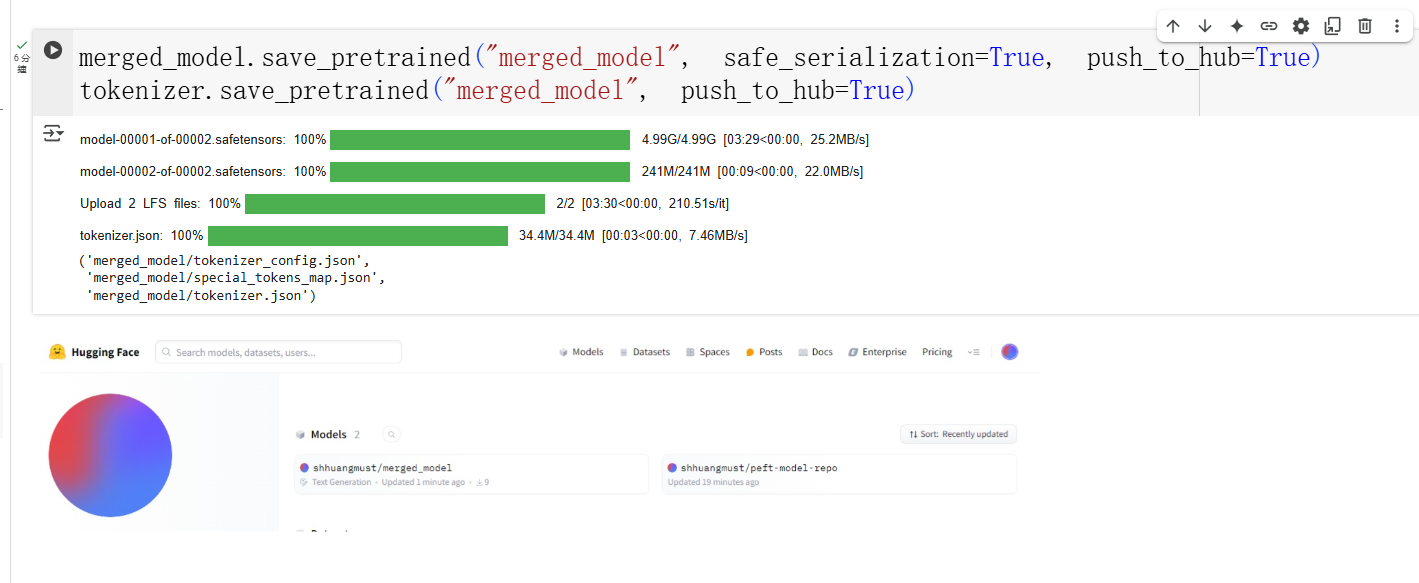 6 分
鐘
merged_model.save_pretrained("merged_model", safe_serialization=True, push_to_hub=True)
tokenizer.save_pretrained("merged_model", push_to_hub=True)
model-00001-of-00002.safetensors: 100% 4.99G/4.99G [03:29<00:00, 25.2MB/s]
model-00002-of-00002.safetensors: 100% 241M/241M [00:09<00:00, 22.0MB/s]
Upload 2 LFS files: 100% 2/2 [03:30<00:00, 210.51s/it]
tokenizer.json: 100% 34.4M/34.4M [00:03<00:00, 7.46MB/s]
('merged_model/tokenizer_config.json',
'merged_model/special_tokens_map.json',
'merged_model/tokenizer.json')
Hugging Face Search models, datasets, users... Models Datasets Spaces Posts Docs Enterprise Pricing
Models 2 Sort: Recently updated
shhuangmust/merged_model shhuangmust/peft-model-repo
Text Generation • Updated 1 minute ago • 9 Updated 19 minutes ago